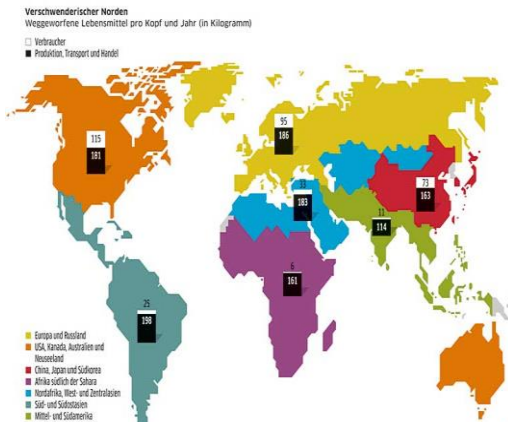 Verschwenderischer Norden
Weggeworfene Lebensmittel pro Kopf und Jahr (in Kilogramm)
Verbraucher
Produktion, Transport und Handel
115
181
95
186
33
183
73
163
11
114
6
161
25
198
Europa und Russland
USA, Kanada, Australien und
Neuseeland
China, Japan und Südkorea
Afrika südlich der Sahara
Nordafrika, West- und Zentralasien
Süd- und Südostasien
Mittel- und Südamerika